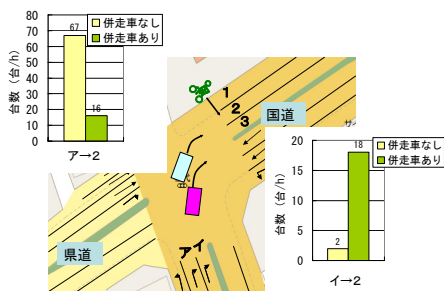 台数（台/h）
80
70
60
50
40
30
20
10
0
67
16
併走車なし
併走車あり
ア→2
1
2
3
国道
サ
県道
ア
イ
台数（台/h）
20
15
10
5
0
2
18
併走車なし
併走車あり
イ→2